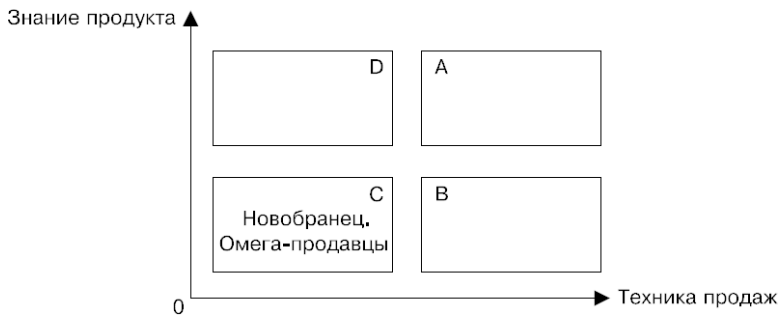 Знание продукта
D
A
C
Новобранец.
Омега-продавцы
B
0
Техника продаж